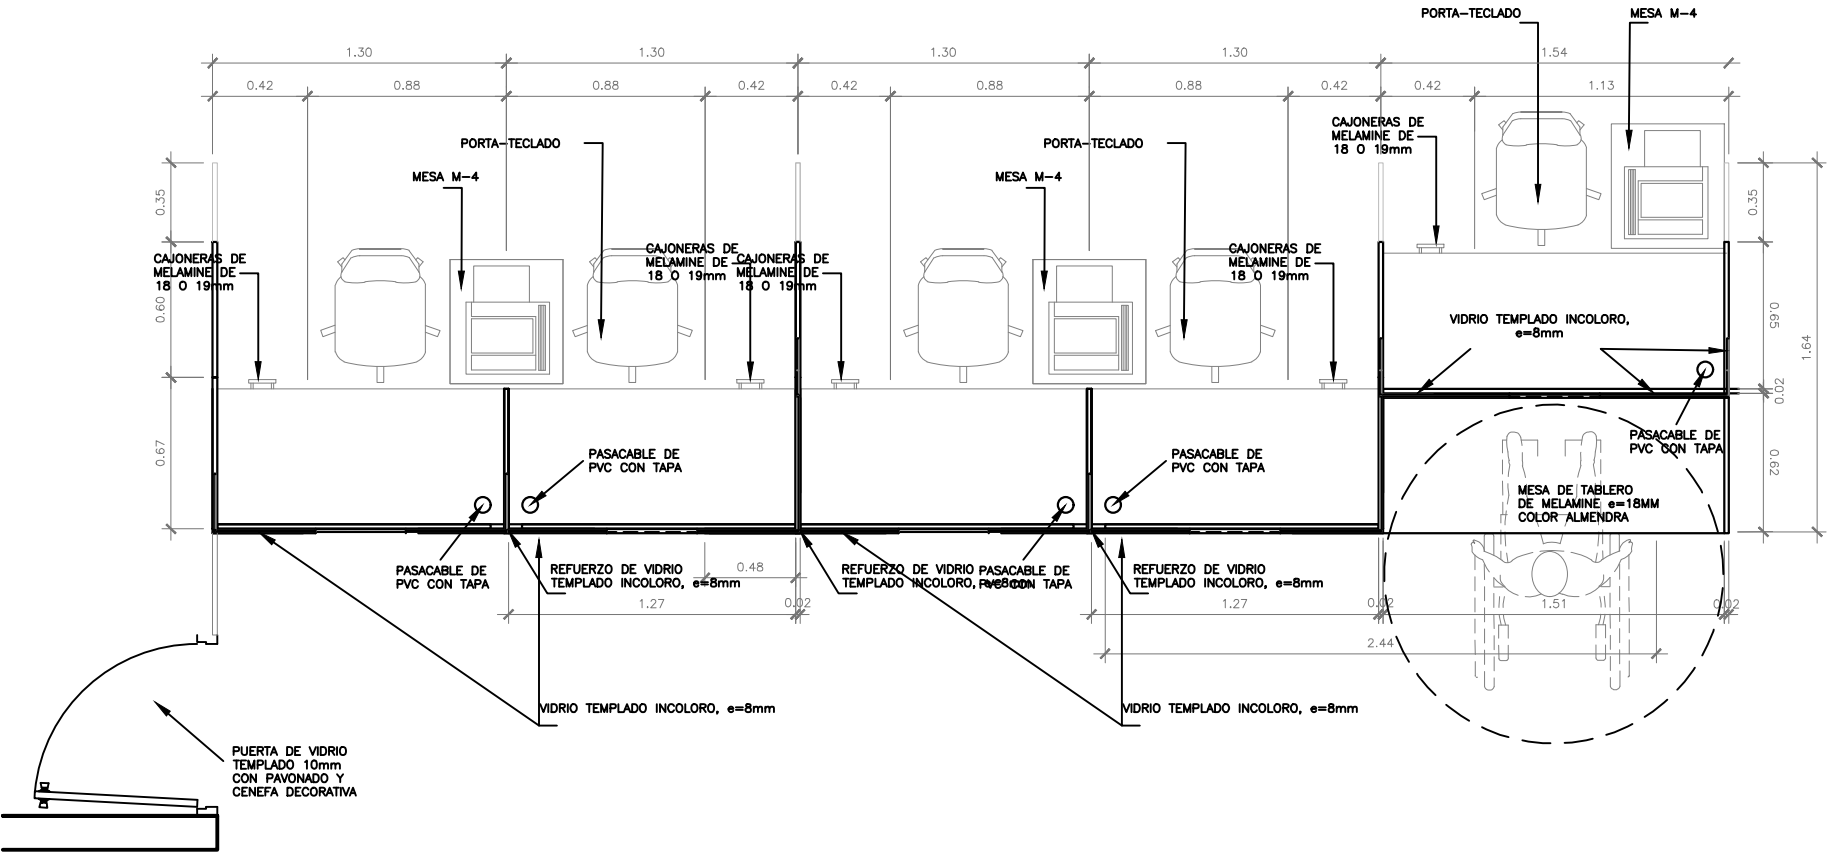 PORTA-TECLADO
MESA M-4
1.30
1.30
1.30
1.30
1.54
0.42
0.88
0.88
0.42
0.42
0.88
0.88
0.42
0.42
1.13
CAJONERAS DE
MELAMINE DE
18 O 19mm
PORTA-TECLADO
MESA M-4
PORTA-TECLADO
MESA M-4
0.35
0.60
0.67
CAJONERAS DE
MELAMINE DE
18 O 19mm
CAJONERAS DE
MELAMINE DE
18 O 19mm
CAJONERAS DE
MELAMINE DE
18 O 19mm
CAJONERAS DE
MELAMINE DE
18 O 19mm
0.35
0.65
0.02
0.62
1.64
VIDRIO TEMPLADO INCOLORO,
e=8mm
PASACABLE DE
PVC CON TAPA
PASACABLE DE
PVC CON TAPA
PASACABLE DE
PVC CON TAPA
MESA DE TABLERO
DE MELAMINE e=18MM
COLOR ALMENDRA
PASACABLE DE
PVC CON TAPA
REFUERZO DE VIDRIO
TEMPLADO INCOLORO, e=8mm
0.48
REFUERZO DE VIDRIO
TEMPLADO INCOLORO, e=8mm
PASACABLE DE
PVC CON TAPA
REFUERZO DE VIDRIO
TEMPLADO INCOLORO, e=8mm
1.27
0.02
1.27
0.02
1.51
0.02
2.44
VIDRIO TEMPLADO INCOLORO, e=8mm
VIDRIO TEMPLADO INCOLORO, e=8mm
PUERTA DE VIDRIO
TEMPLADO 10mm
CON PAVONADO Y
CENEFA DECORATIVA